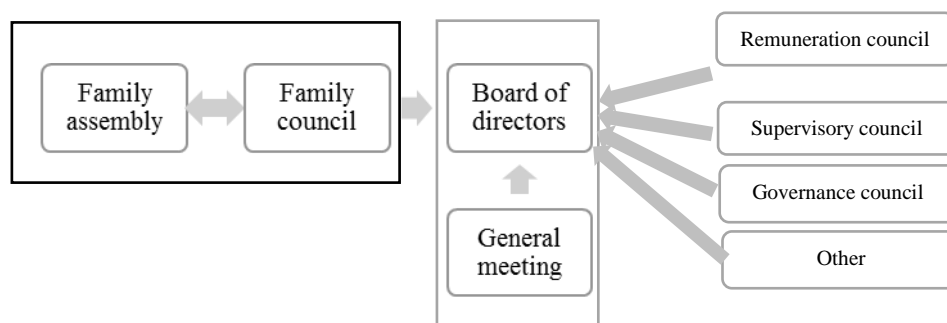 Family
assembly
Family
council
Board of
directors
General
meeting
Remuneration council
Supervisory council
Governance council
Other